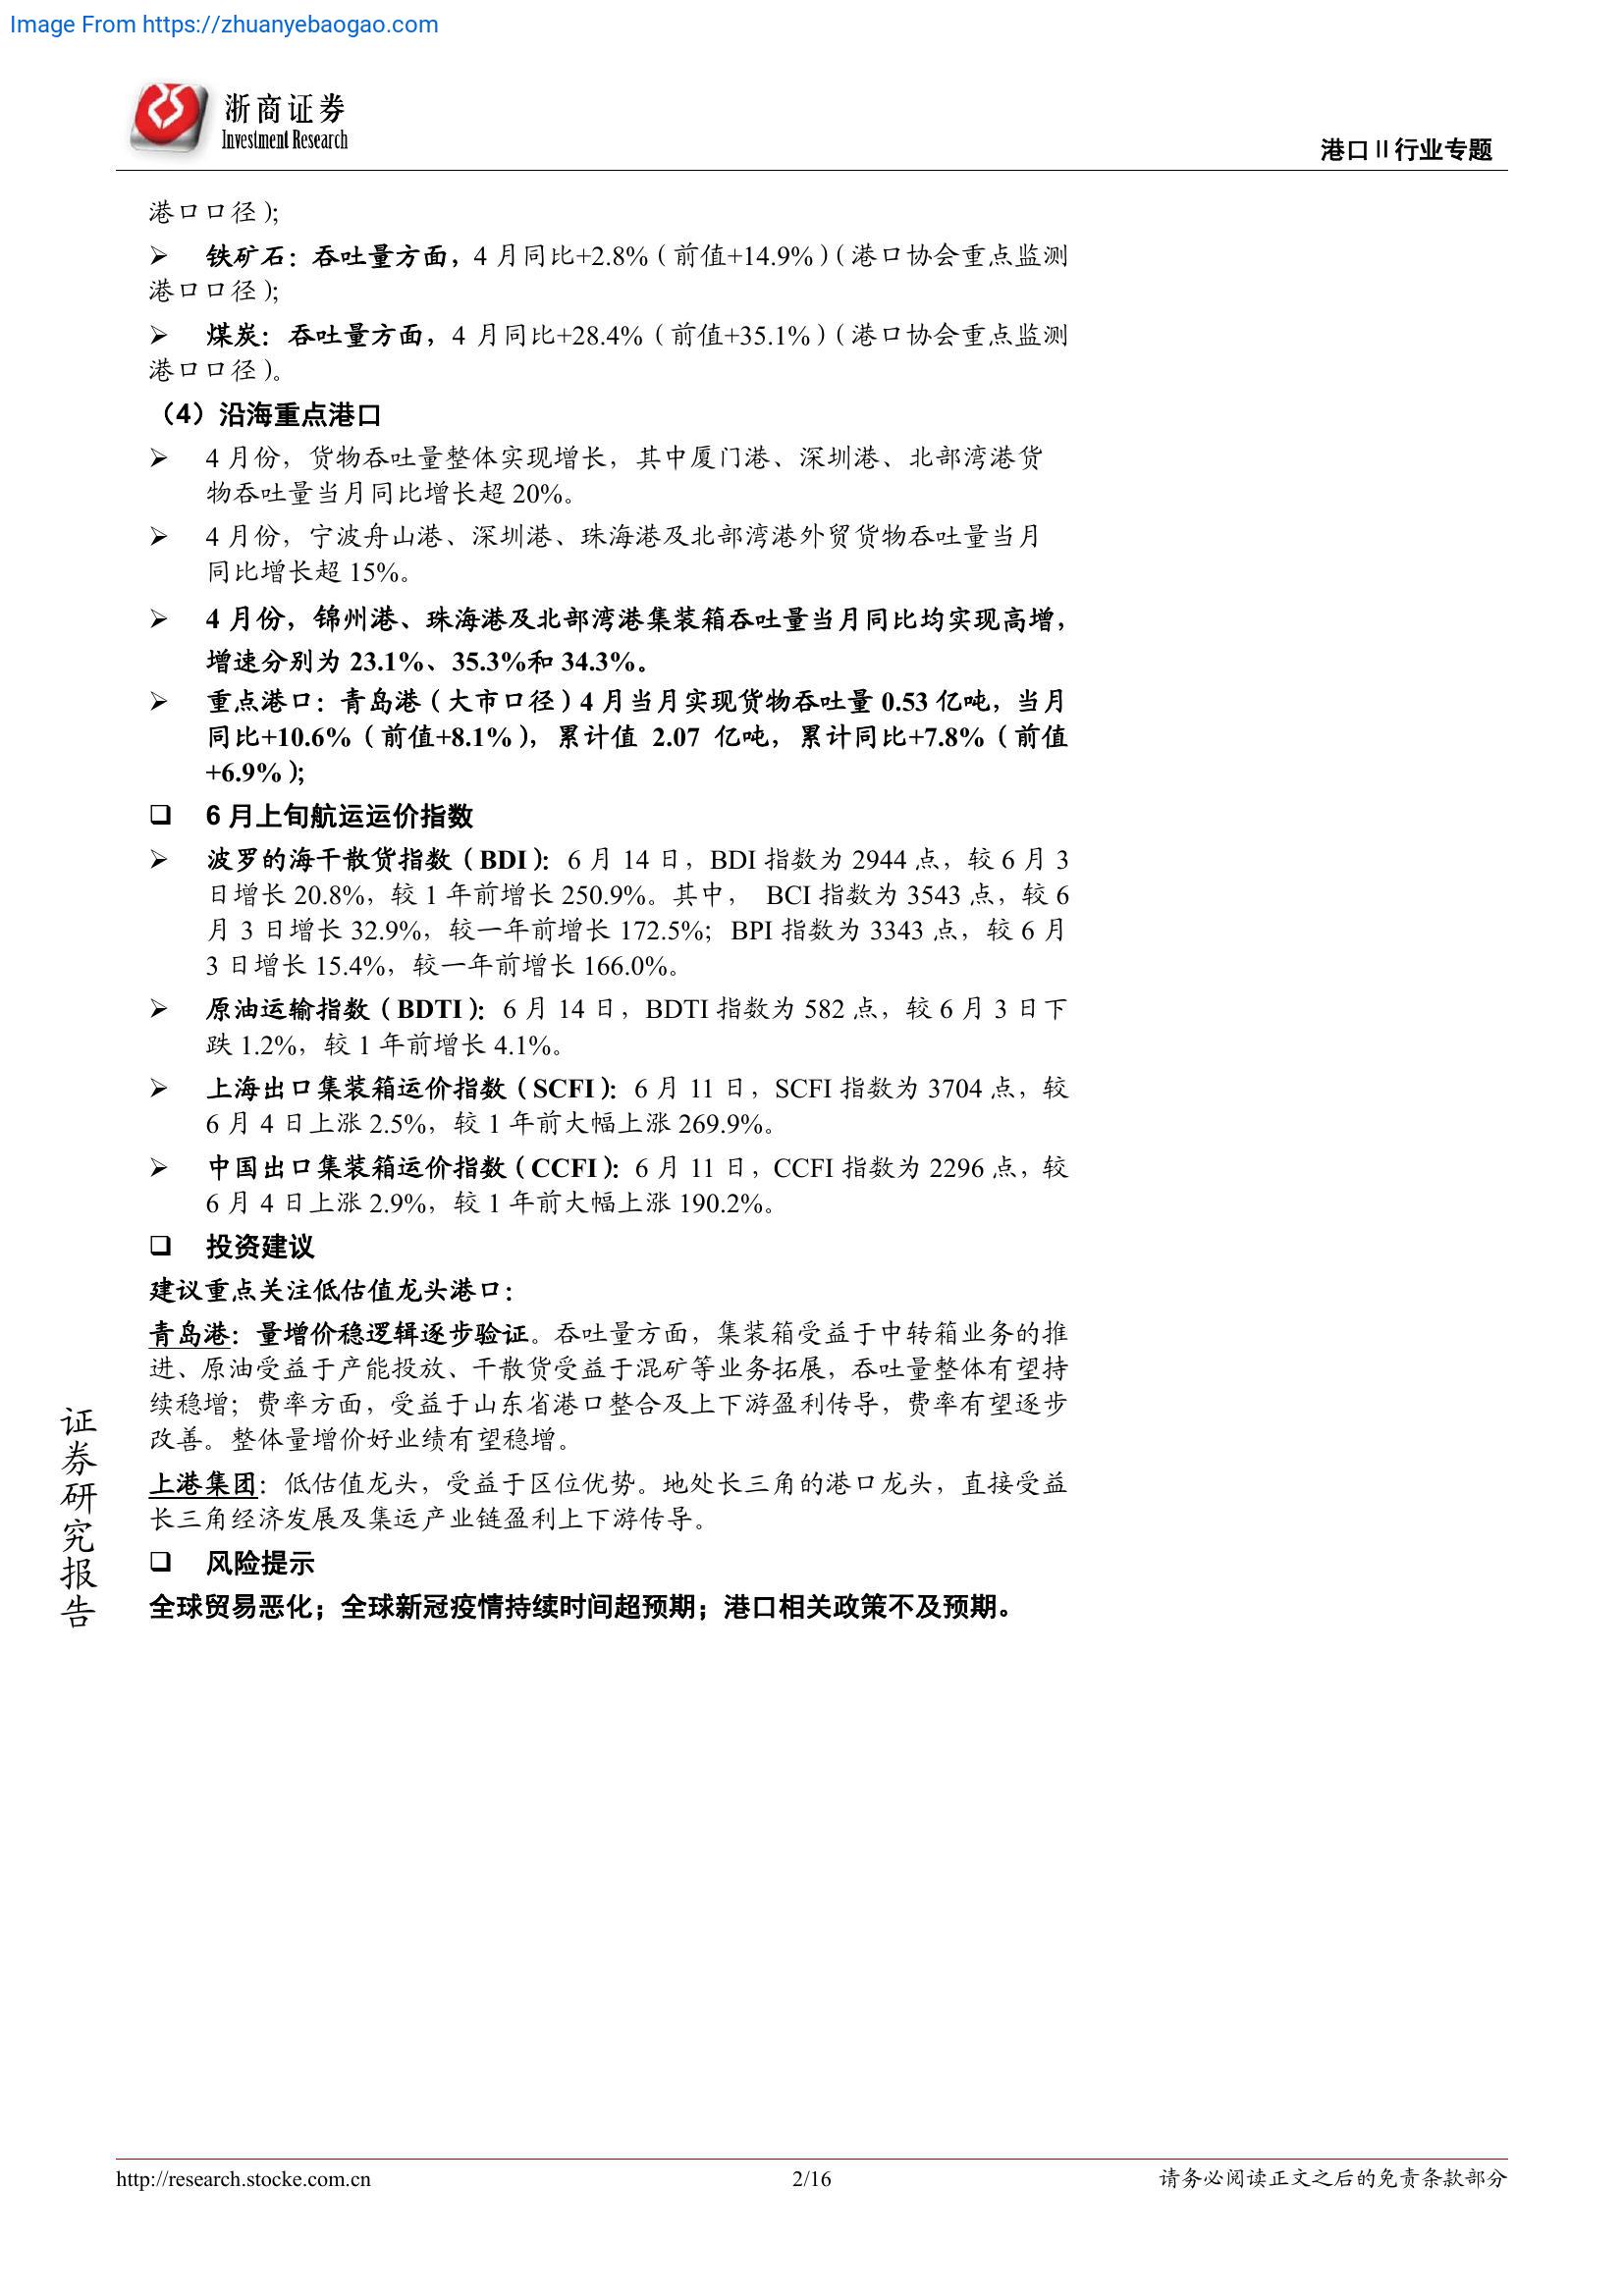 Image From https://zhuanyebaogao.com
浙商证券
Investment Research
港口Ⅱ行业专题
港口口径);
➢ 铁矿石：吞吐量方面，4 月同比+2.8%（前值+14.9%）（港口协会重点监测
港口口径);
➢ 煤炭：吞吐量方面，4 月同比+28.4%（前值+35.1%）（港口协会重点监测
港口口径)。
（4）沿海重点港口
➢ 4 月份，货物吞吐量整体实现增长，其中厦门港、深圳港、北部湾港货
物吞吐量当月同比增长超 20%。
➢ 4 月份，宁波舟山港、深圳港、珠海港及北部湾港外贸货物吞吐量当月
同比增长超 15%。
➢ 4 月份，锦州港、珠海港及北部湾港集装箱吞吐量当月同比均实现高增，
增速分别为 23.1%、35.3%和 34.3%。
➢ 重点港口：青岛港（大市口径）4 月当月实现货物吞吐量 0.53 亿吨，当月
同比+10.6%（前值+8.1%），累计值 2.07 亿吨，累计同比+7.8%（前值
+6.9%）;
❑ 6 月上旬航运运价指数
➢ 波罗的海干散货指数（BDI）：6 月 14 日，BDI 指数为 2944 点，较 6 月 3
日增长 20.8%，较 1 年前增长 250.9%。其中， BCI 指数为 3543 点，较 6
月 3 日增长 32.9%，较一年前增长 172.5%；BPI 指数为 3343 点，较 6 月
3 日增长 15.4%，较一年前增长 166.0%。
➢ 原油运输指数（BDTI）：6 月 14 日，BDTI 指数为 582 点，较 6 月 3 日下
跌 1.2%，较 1 年前增长 4.1%。
➢ 上海出口集装箱运价指数（SCFI）：6 月 11 日，SCFI 指数为 3704 点，较
6 月 4 日上涨 2.5%，较 1 年前大幅上涨 269.9%。
➢ 中国出口集装箱运价指数（CCFI）：6 月 11 日，CCFI 指数为 2296 点，较
6 月 4 日上涨 2.9%，较 1 年前大幅上涨 190.2%。
❑ 投资建议
建议重点关注低估值龙头港口：
青岛港：量增价稳逻辑逐步验证。吞吐量方面，集装箱受益于中转箱业务的推
进、原油受益于产能投放、干散货受益于混矿等业务拓展，吞吐量整体有望持
续稳增；费率方面，受益于山东省港口整合及上下游盈利传导，费率有望逐步
改善。整体量增价好业绩有望稳增。
上港集团：低估值龙头，受益于区位优势。地处长三角的港口龙头，直接受益
长三角经济发展及集运产业链盈利上下游传导。
❑ 风险提示
全球贸易恶化；全球新冠疫情持续时间超预期；港口相关政策不及预期。
证券研究报告
http://research.stocke.com.cn
2/16
请务必阅读正文之后的免责条款部分